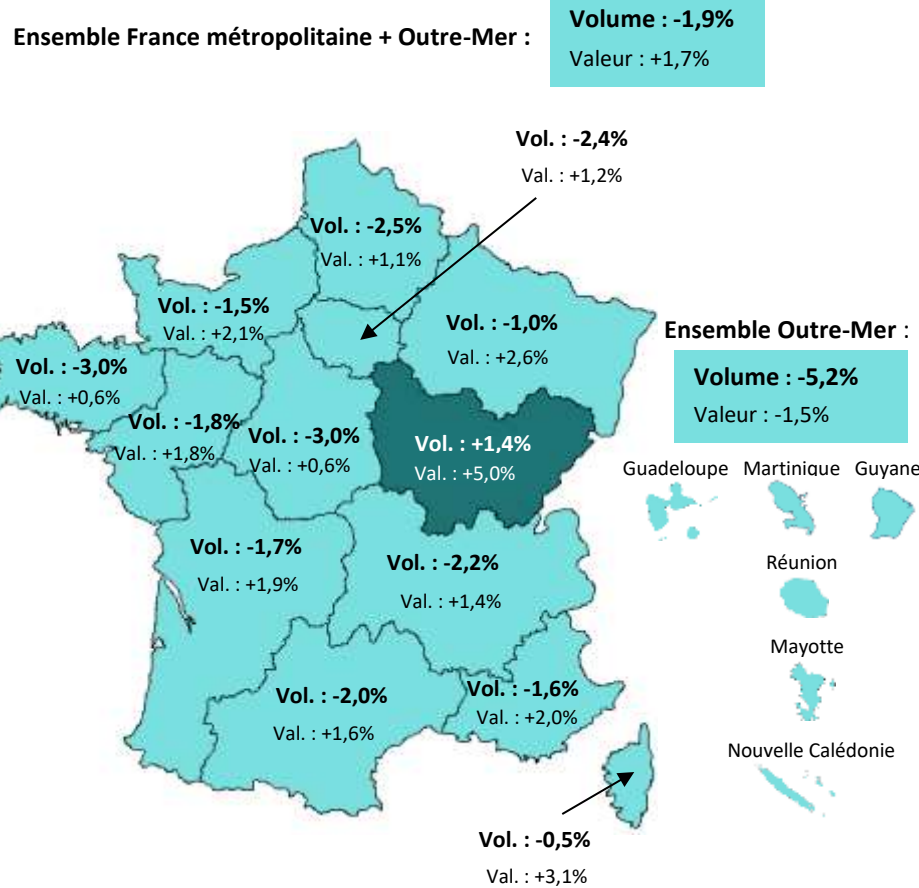 Ensemble France métropolitaine + Outre-Mer :
Volume : -1,9%
Valeur : +1,7%
Vol. : -2,4%
Val. : +1,2%
Vol. : -2,5%
Val. : +1,1%
Vol. : -1,5%
Val. : +2,1%
Vol. : -1,0%
Val. : +2,6%
Vol. : -3,0%
Val. : +0,6%
Vol. : -1,8%
Val. : +1,8%
Vol. : -3,0%
Val. : +0,6%
Vol. : +1,4%
Val. : +5,0%
Ensemble Outre-Mer :
Volume : -5,2%
Valeur : -1,5%
Guadeloupe Martinique Guyane
Réunion
Mayotte
Nouvelle Calédonie
Vol. : -1,7%
Val. : +1,9%
Vol. : -2,2%
Val. : +1,4%
Vol. : -2,0%
Val. : +1,6%
Vol. : -1,6%
Val. : +2,0%
Vol. : -0,5%
Val. : +3,1%